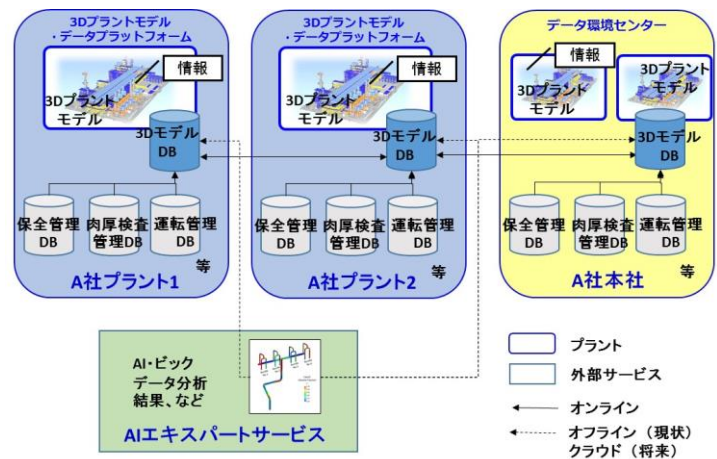 3Dプラントモデル
・データプラットフォーム
情報
3Dプラント
モデル
3Dモデル
DB
保全管理
DB
肉厚検査
管理DB
運転管理
DB
等
A社プラント1
3Dプラントモデル
・データプラットフォーム
情報
3Dプラント
モデル
3Dモデル
DB
保全管理
DB
肉厚検査
管理DB
運転管理
DB
等
A社プラント2
データ環境センター
情報
3Dプラント
モデル
3Dプラント
モデル
3Dモデル
DB
保全管理
DB
肉厚検査
管理DB
運転管理
DB
等
A社本社
AI・ビック
データ分析
結果、など
AIエキスパートサービス
プラント
外部サービス
オンライン
オフライン（現状）
クラウド（将来）